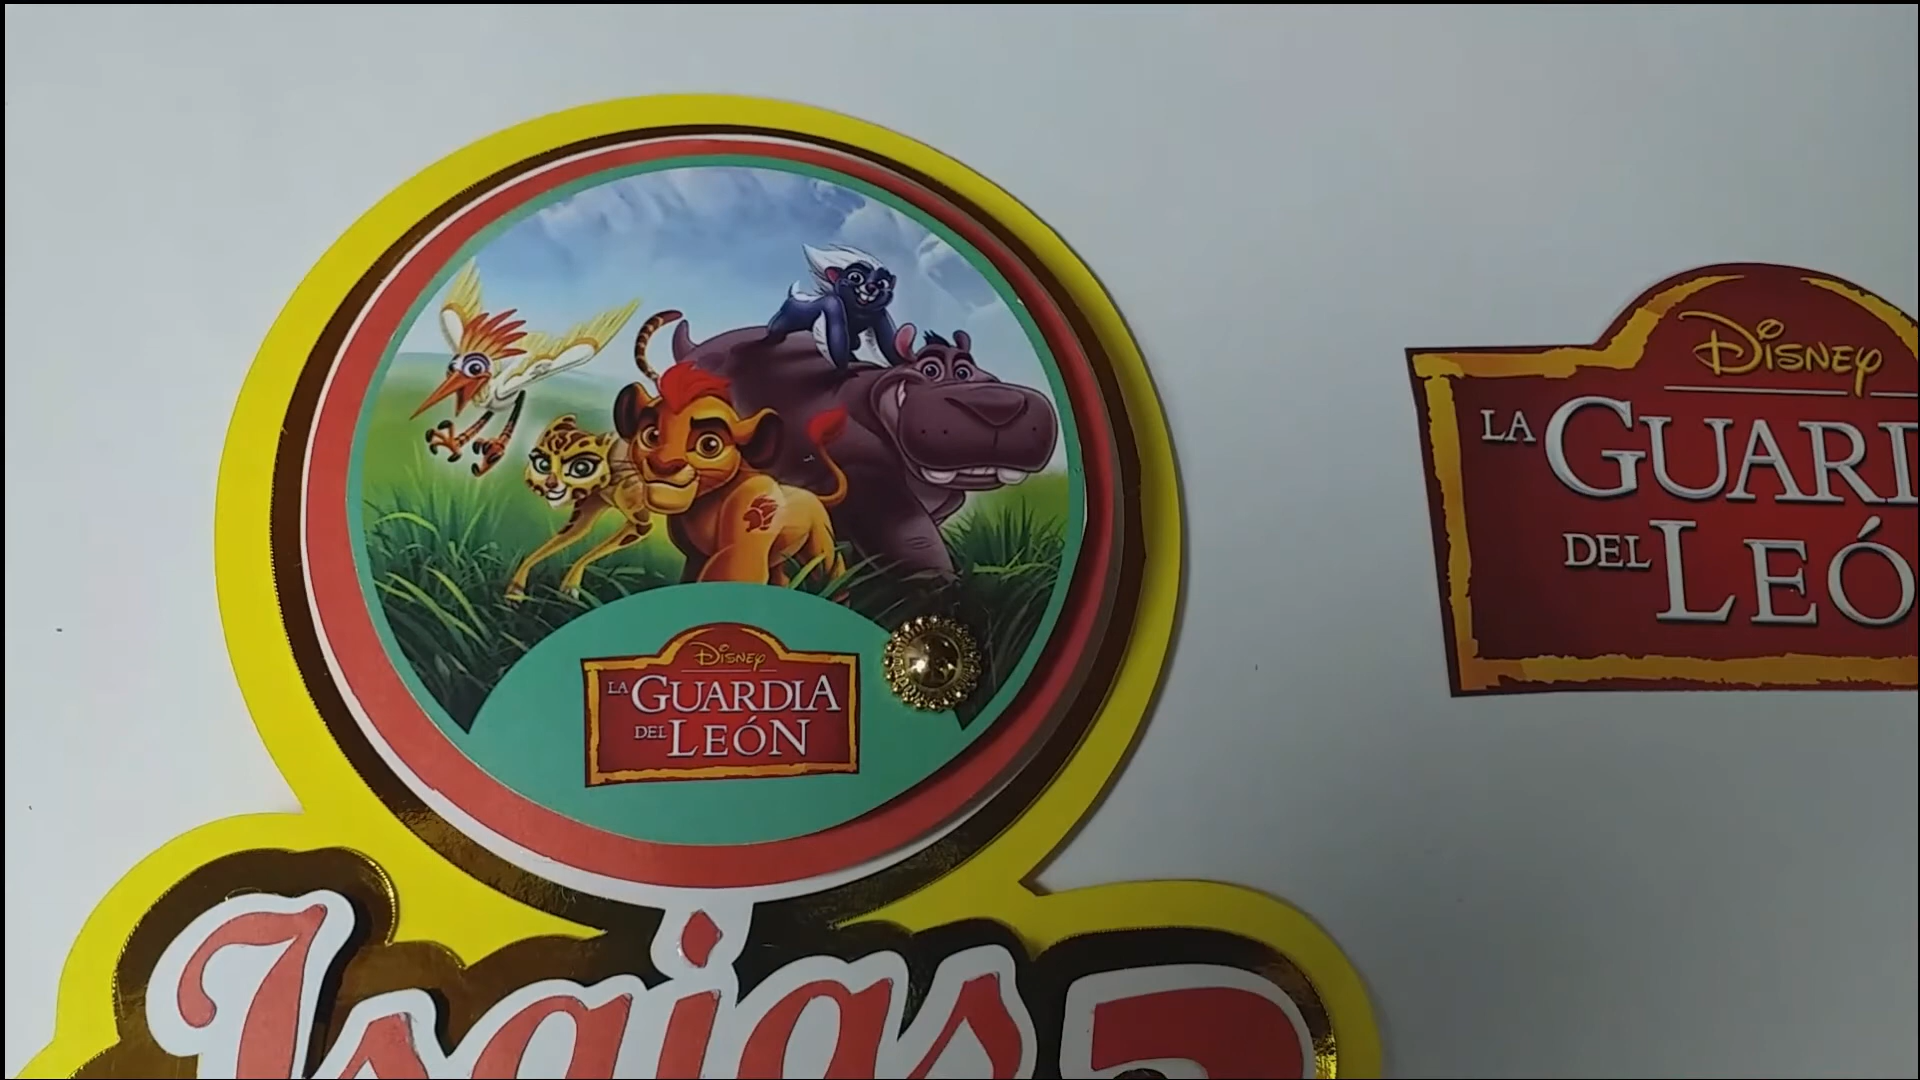 Disney
LA GUARDIA
DEL LEÓN
Isaias
Disney
LA GUARD
DEL LEÓ